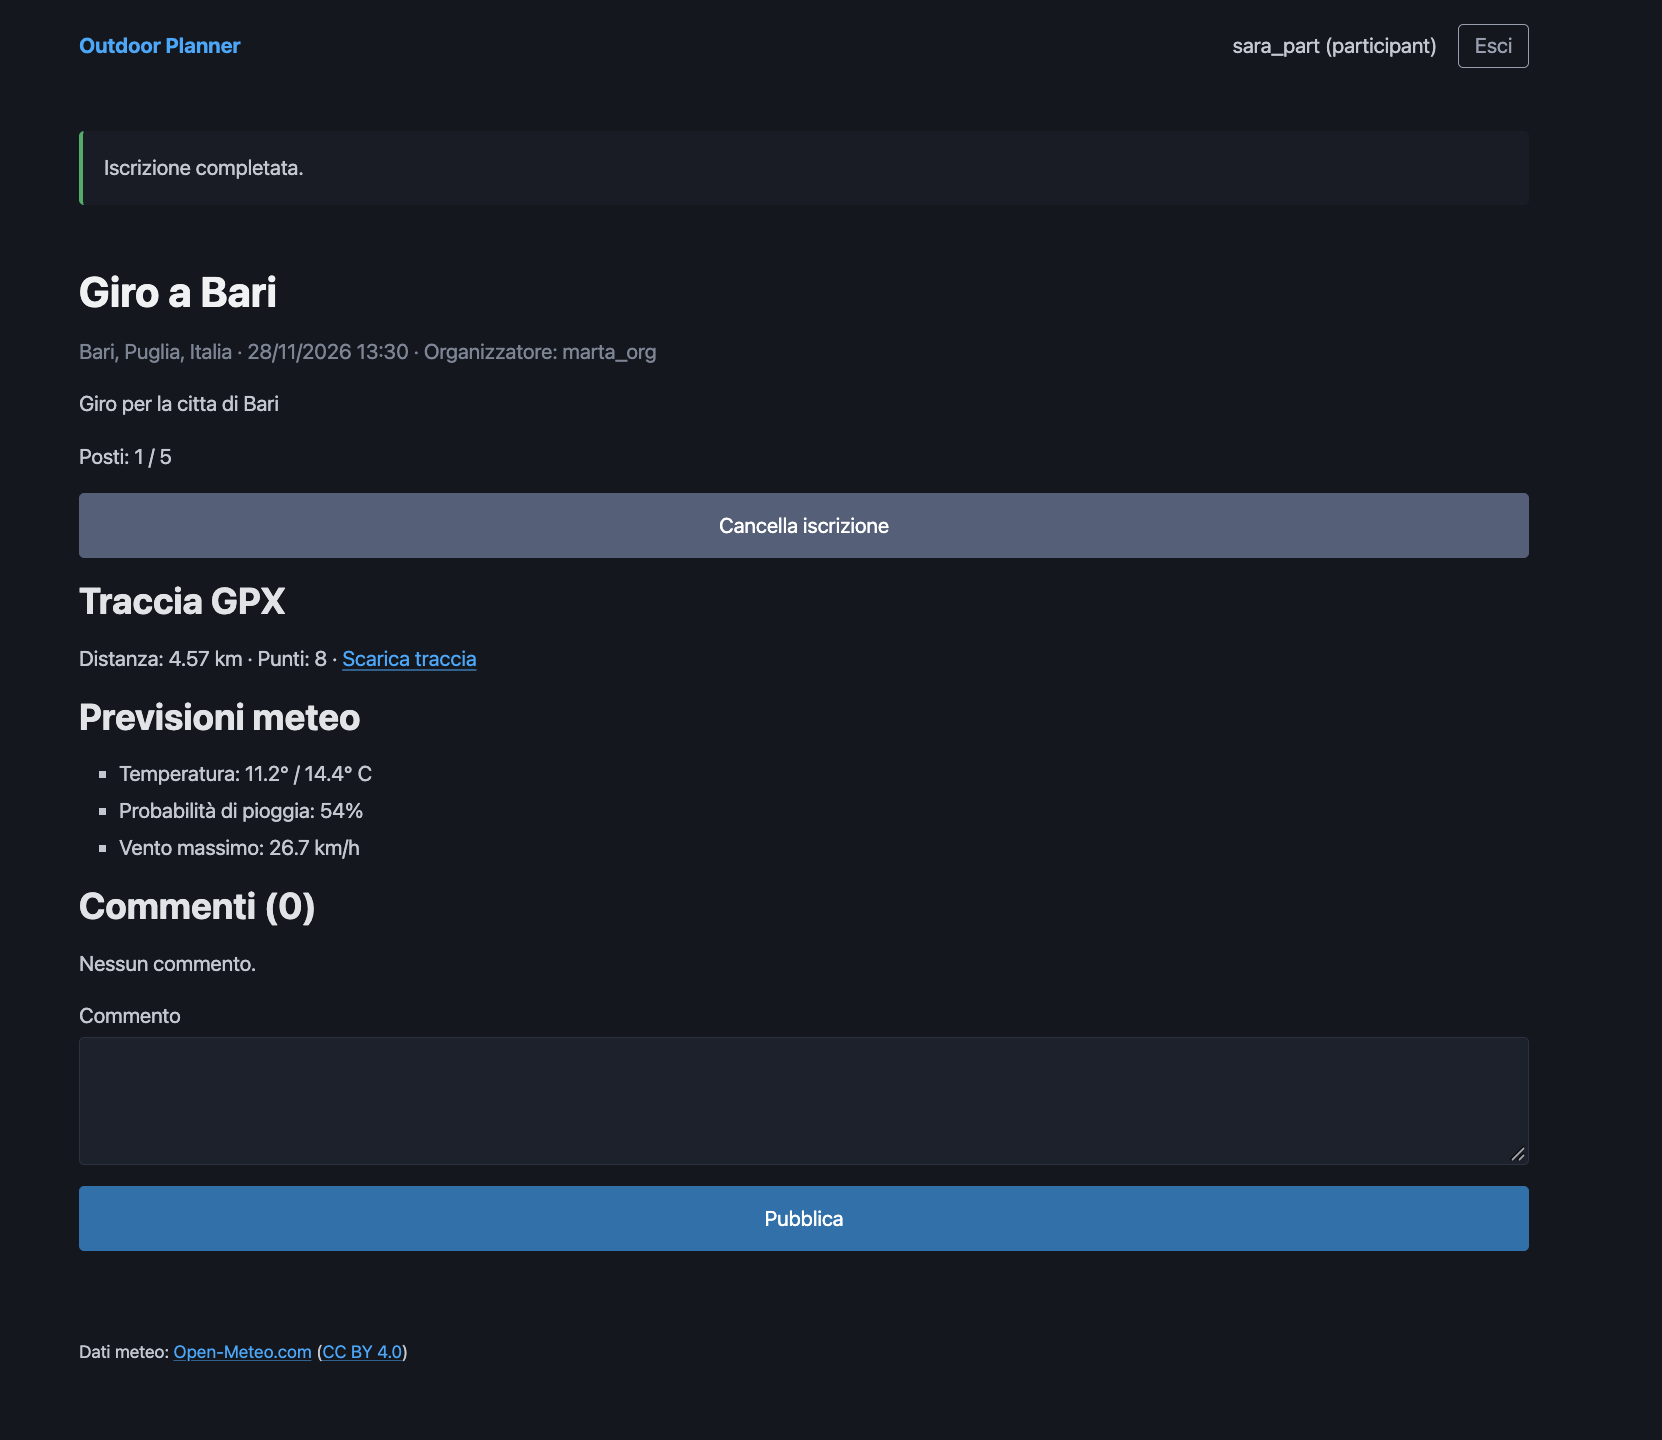 Outdoor Planner
sara_part (participant)
Esci
Iscrizione completata.
Giro a Bari
Bari, Puglia, Italia · 28/11/2026 13:30 · Organizzatore: marta_org
Giro per la citta di Bari
Posti: 1 / 5
Cancella iscrizione
Traccia GPX
Distanza: 4.57 km · Punti: 8 · Scarica traccia
Previsioni meteo
Temperatura: 11.2° / 14.4° C
Probabilità di pioggia: 54%
Vento massimo: 26.7 km/h
Commenti (0)
Nessun commento.
Commento
Pubblica
Dati meteo: Open-Meteo.com (CC BY 4.0)